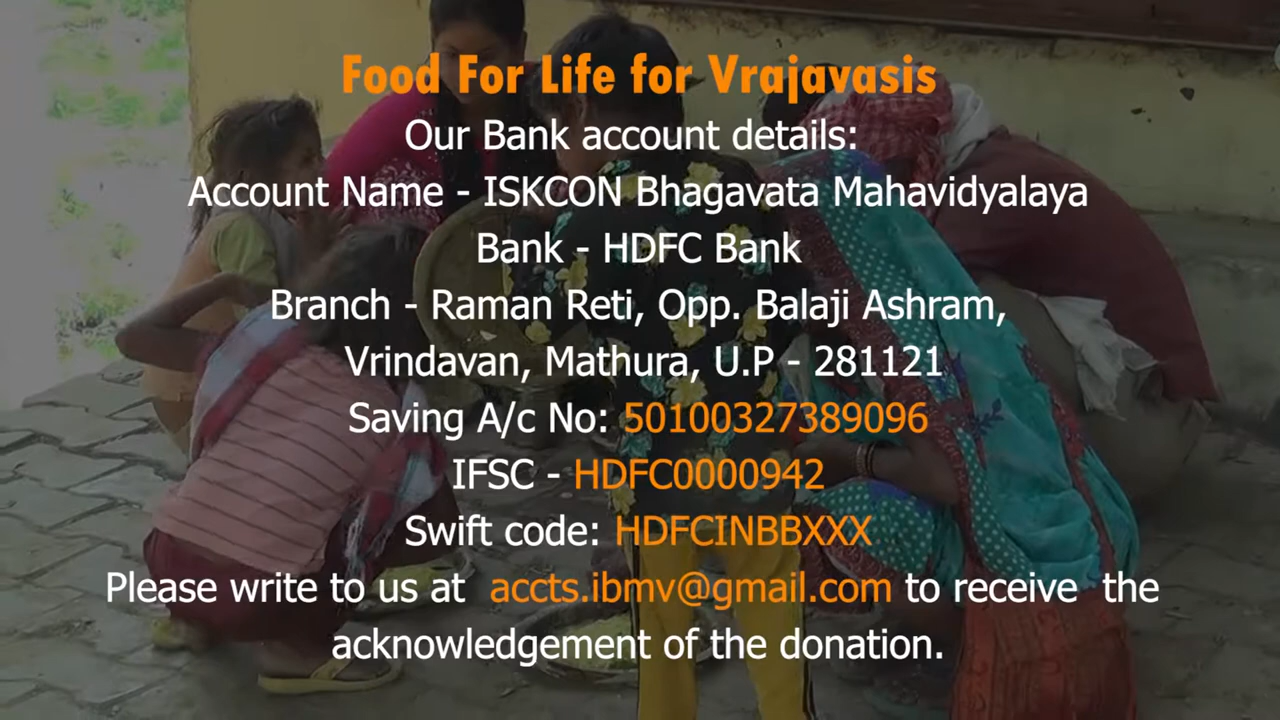 Food For Life for Vrajavasis
Our Bank account details:
Account Name - ISKCON Bhagavata Mahavidyalaya
Bank - HDFC Bank
Branch - Raman Reti, Opp. Balaji Ashram,
Vrindavan, Mathura, U.P - 281121
Saving A/c No: 50100327389096
IFSC - HDFC0000942
Swift code: HDFCINBBXXX
Please write to us at  accts.ibmv@gmail.com to receive  the
acknowledgement of the donation.